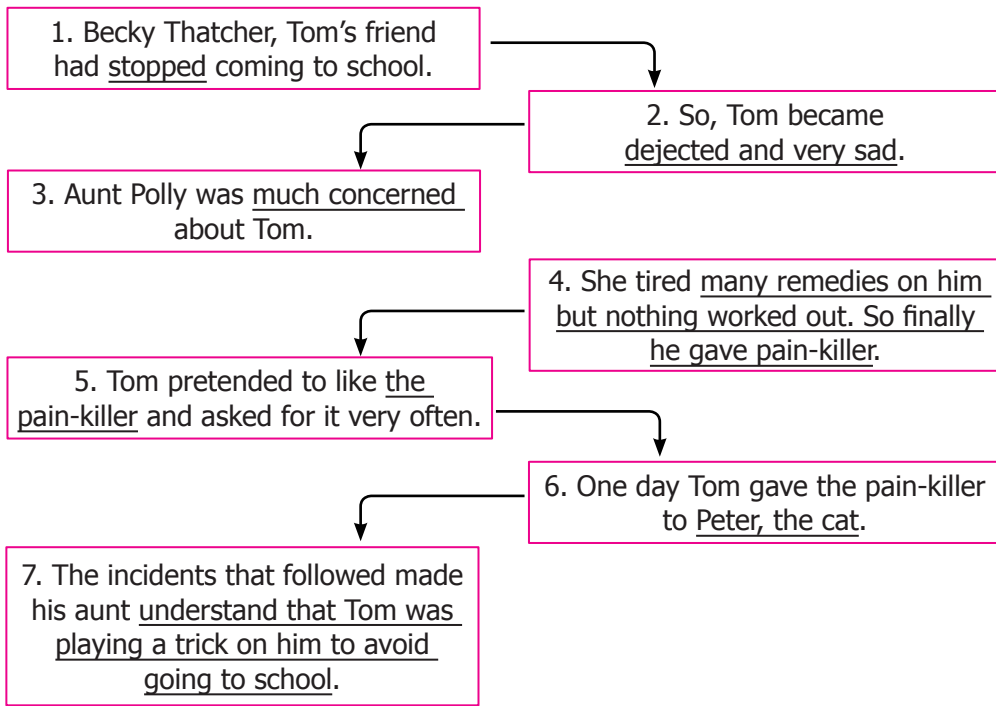 1. Becky Thatcher, Tom’s friend
had stopped coming to school.
2. So, Tom became
dejected and very sad.
3. Aunt Polly was much concerned
about Tom.
4. She tired many remedies on him
but nothing worked out. So finally
he gave pain-killer.
5. Tom pretended to like the
pain-killer and asked for it very often.
6. One day Tom gave the pain-killer
to Peter, the cat.
7. The incidents that followed made
his aunt understand that Tom was
playing a trick on him to avoid
going to school.